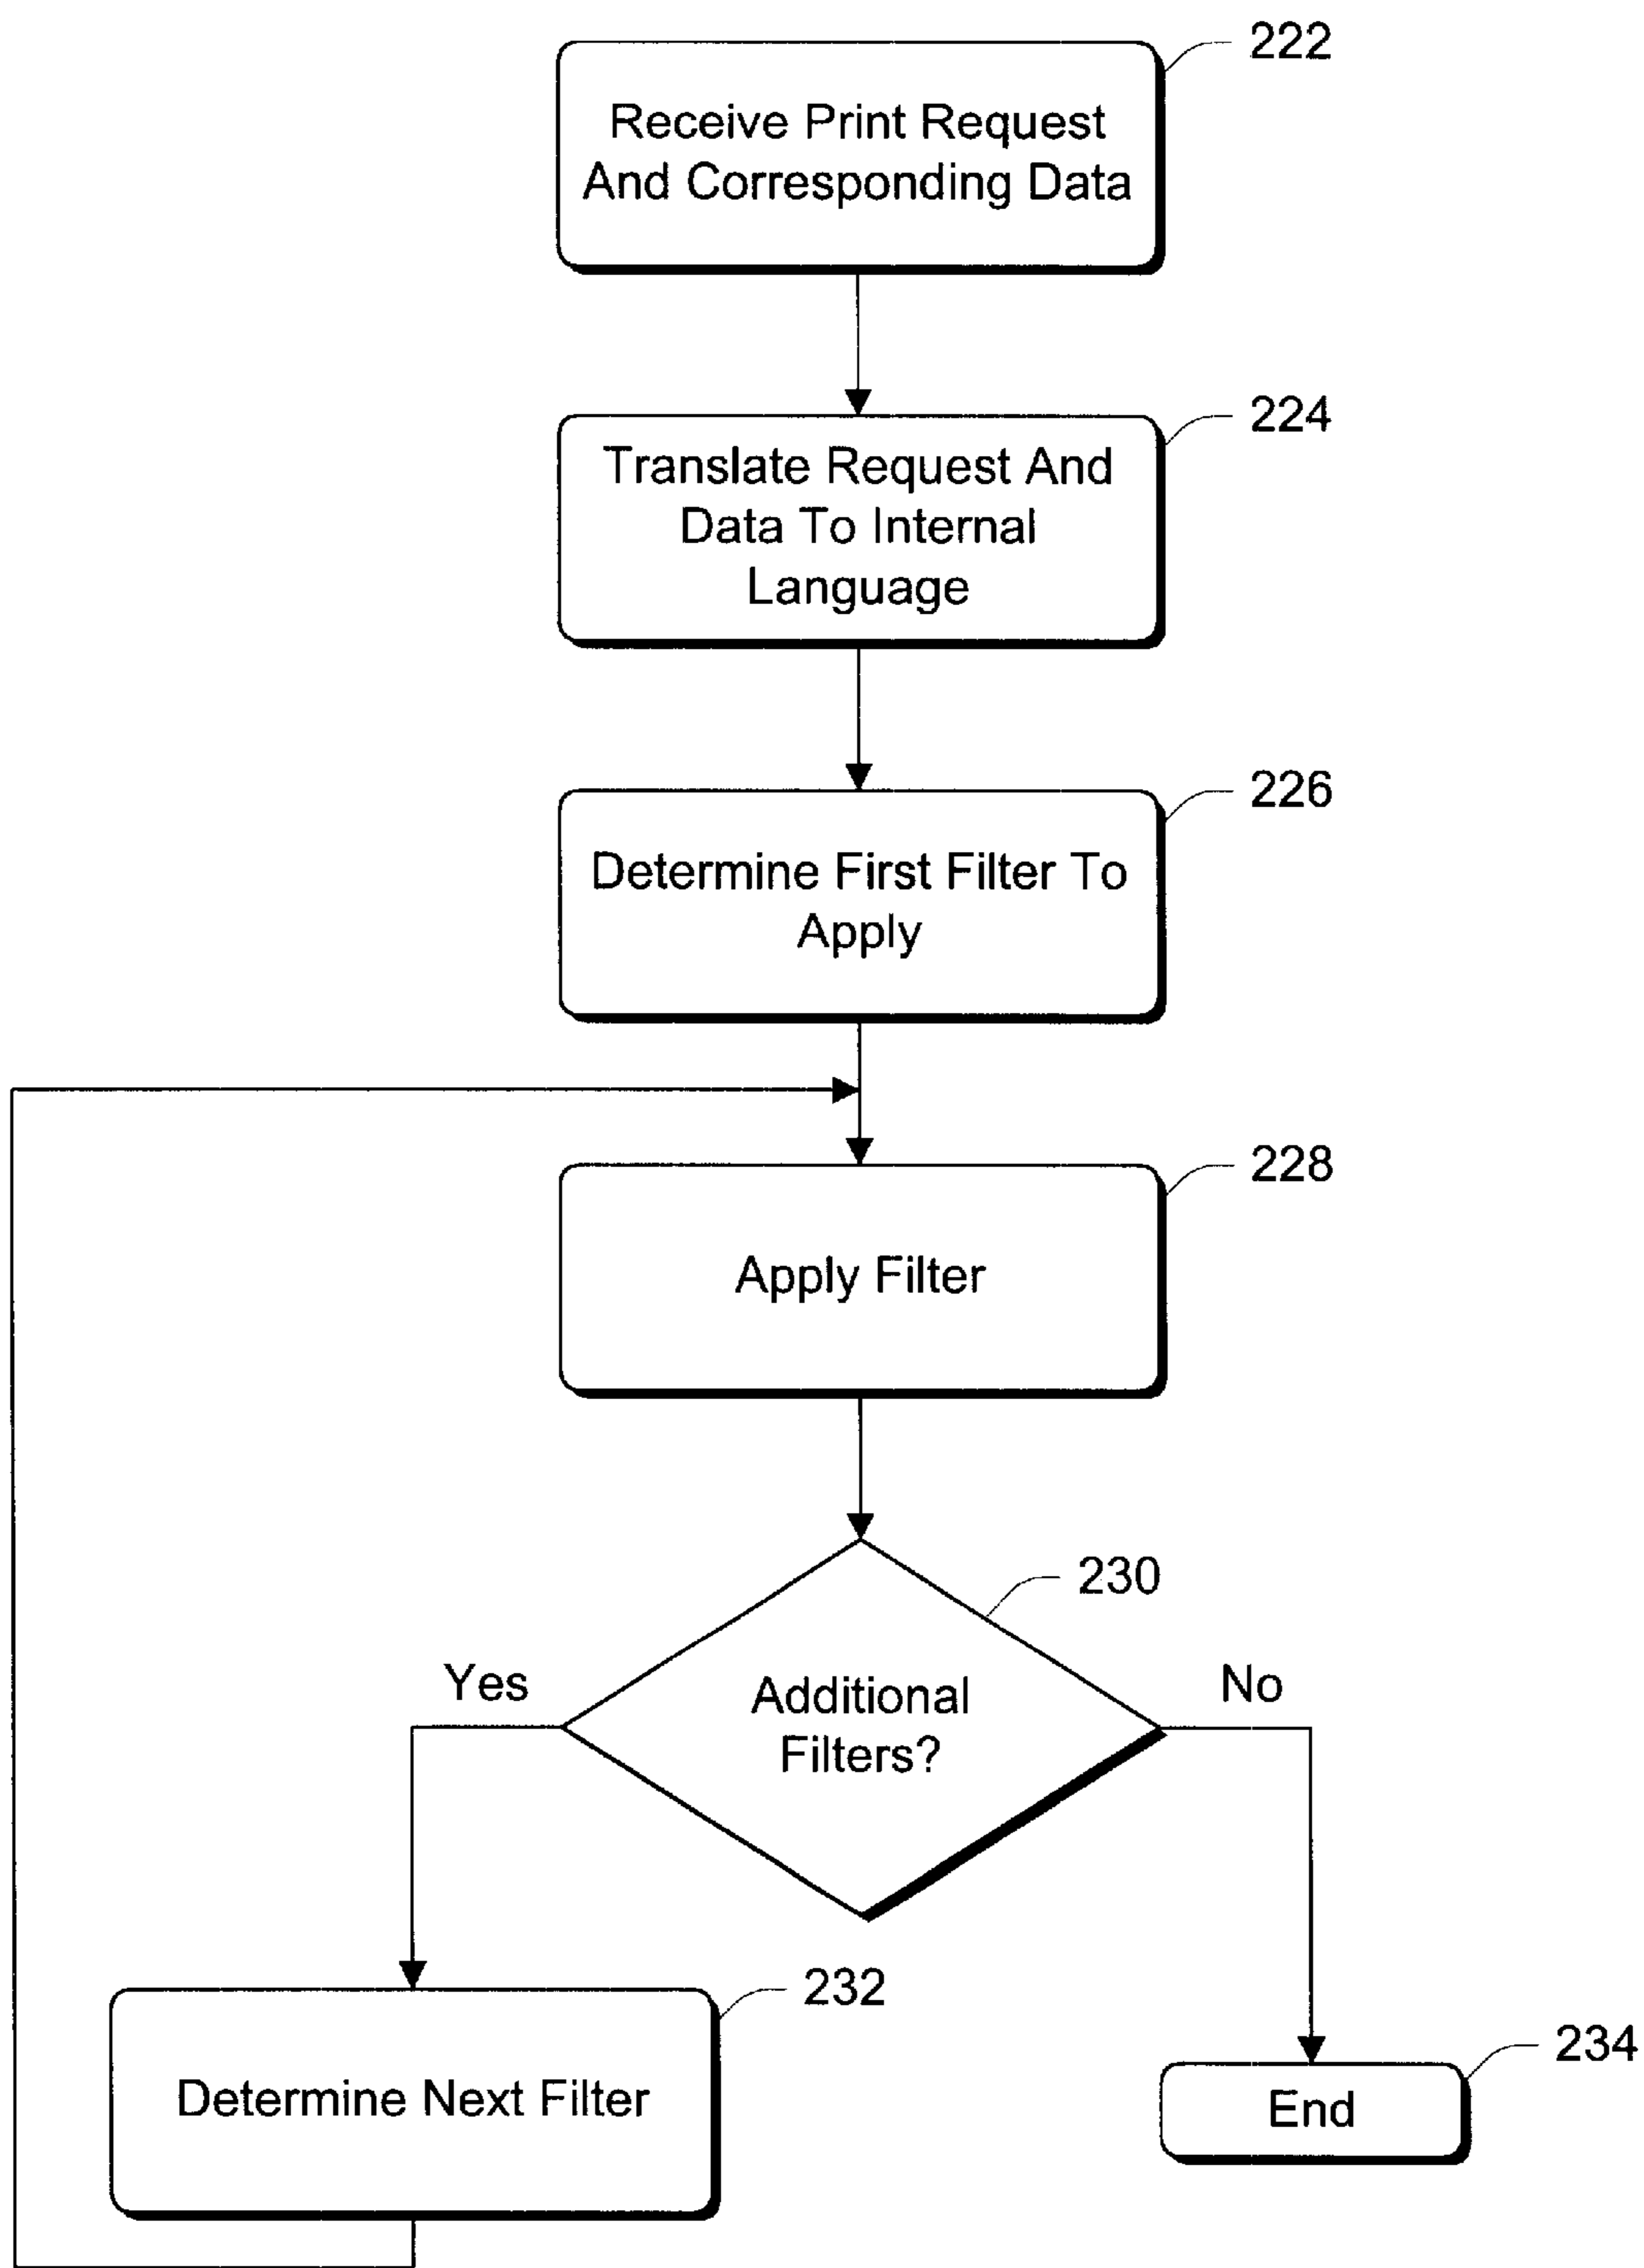 222
Receive Print Request
And Corresponding Data
224
Translate Request And
Data To Internal
Language
226
Determine First Filter To
Apply
228
Apply Filter
230
Yes
Additional
Filters?
No
232
Determine Next Filter
234
End